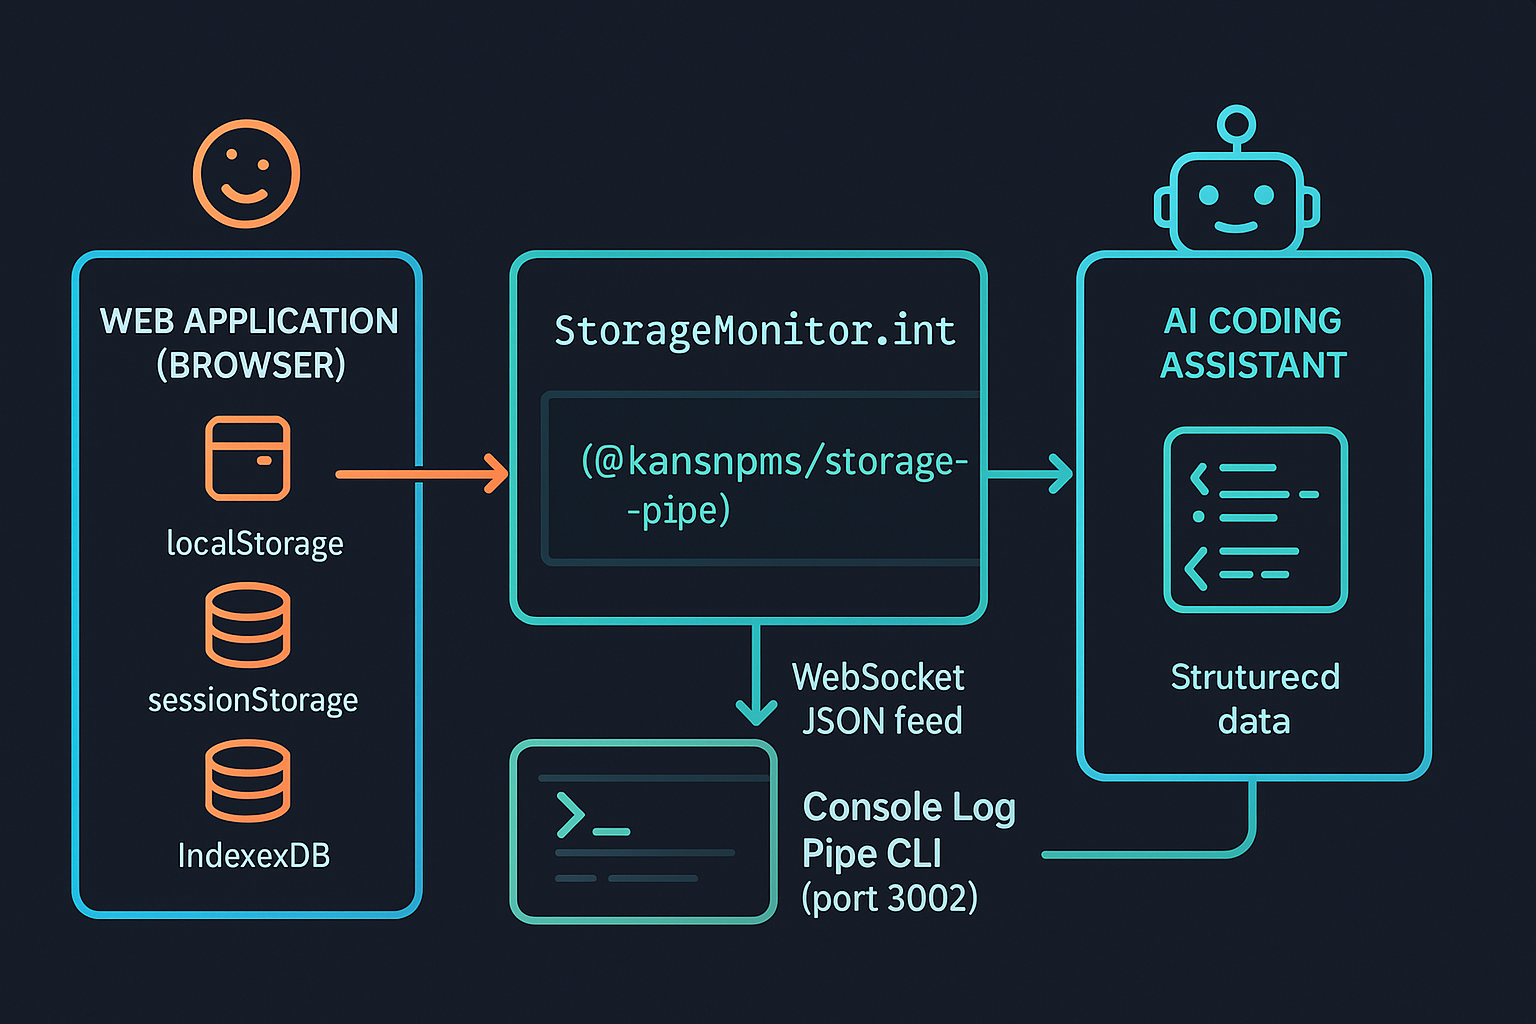 WEB APPLICATION
(BROWSER)
localStorage
sessionStorage
IndexexDB
StorageMonitor.int
(@kansnpms/storage-
-pipe)
WebSocket
JSON feed
Console Log
Pipe CLI
(port 3002)
AI CODING
ASSISTANT
Struturecd
data